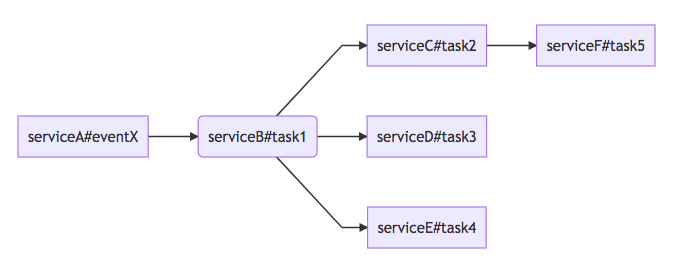 serviceC#task2
serviceF#task5
serviceA#eventX
serviceB#task1
serviceD#task3
serviceE#task4